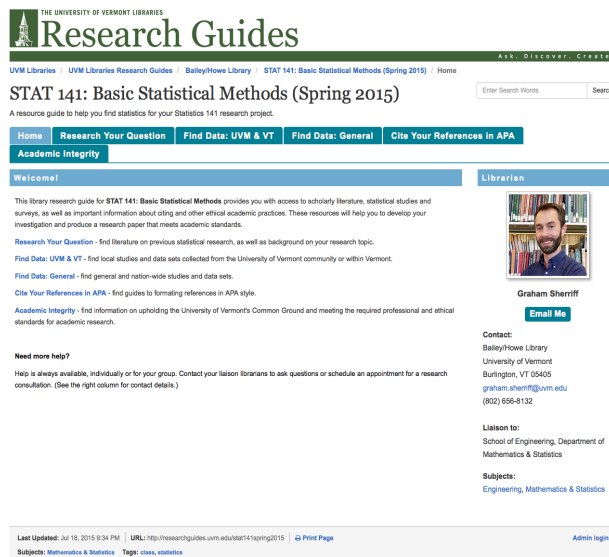 THE UNIVERSITY OF VERMONT LIBRARIES
Research Guides
Ask. Discover. Create
UVM Libraries / UVM Libraries Research Guides / Bailey/Howe Library / STAT 141: Basic Statistical Methods (Spring 2015) / Home
STAT 141: Basic Statistical Methods (Spring 2015)
Enter Search Words Searc
A resource guide to help you find statistics for your Statistics 141 research project.
Home Research Your Question Find Data: UVM & VT Find Data: General Cite Your References in APA
Academic Integrity
Welcome!
This library research guide for STAT 141: Basic Statistical Methods provides you with access to scholarly literature, statistical studies and
surveys, as well as important information about citing and other ethical academic practices. These resources will help you to develop your
investigation and produce a research paper that meets academic standards.
Research Your Question - find literature on previous statistical research, as well as background on your research topic.
Find Data: UVM & VT - find local studies and data sets collected from the University of Vermont community or within Vermont.
Find Data: General - find general and nation-wide studies and data sets.
Cite Your References in APA - find guides to formating references in APA style.
Academic Integrity - find information on upholding the University of Vermont's Common Ground and meeting the required professional and ethical
standards for academic research.
Need more help?
Help is always available, individually or for your group. Contact your liaison librarians to ask questions or schedule an appointment for a research
consultation. (See the right column for contact details.)
Librarian
Graham Sherriff
Email Me
Contact:
Bailey/Howe Library
University of Vermont
Burlington, VT 05405
graham.sherriff@uvm.edu
(802) 656-8132
Liaison to:
School of Engineering, Department of
Mathematics & Statistics
Subjects:
Engineering, Mathematics & Statistics
Last Updated: Jul 18, 2015 9:34 PM URL: http://researchguides.uvm.edu/stat141spring2015 Print Page Admin login
Subjects: Mathematics & Statistics Tags: class, statistics